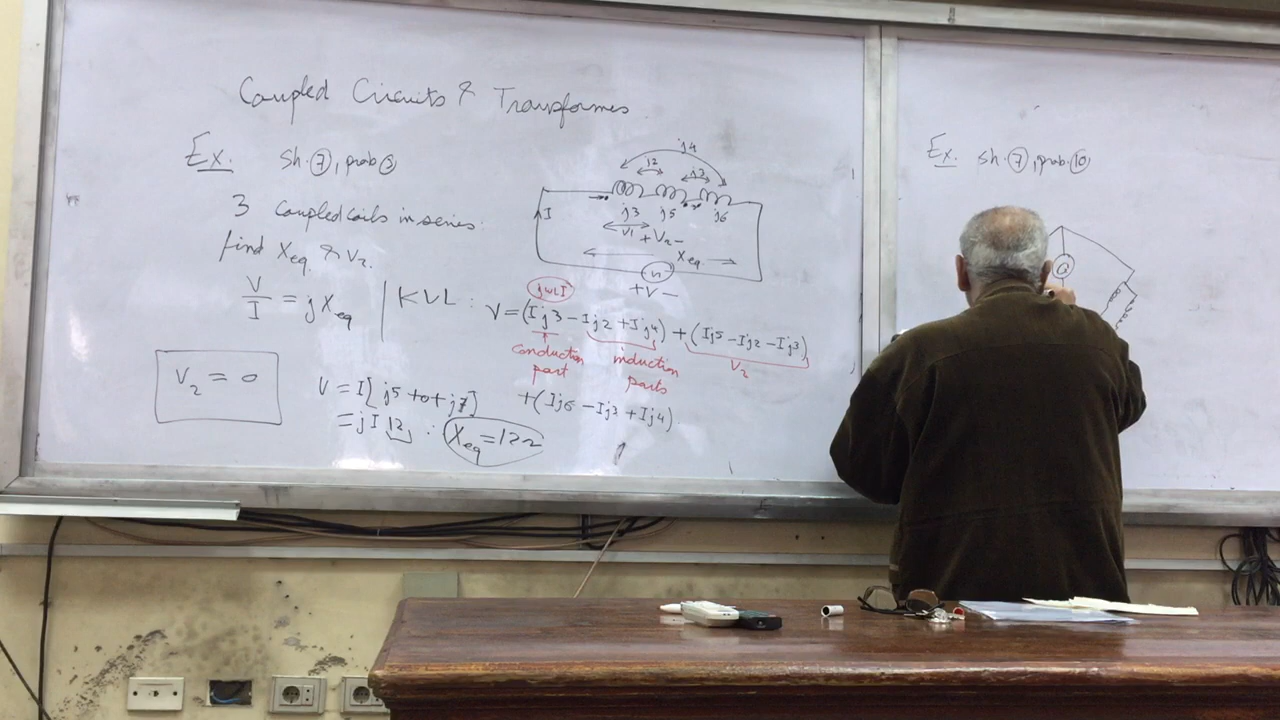 Coupled Circuits & Transformes
Ex. sh. 7, prob 3
3 Coupled coils in series.
find Xeq. & V2.
V/I = jXeq
KVL : V = (Ij3 - Ij2 + Ij4) + (Ij5 - Ij2 - Ij3)
+ (Ij6 - Ij3 + Ij4)
jωLI
conduction part
induction parts
V2
V2 = 0
V = I[j5 + 0 + j7]
= jI 12 : Xeq = 12Ω
j4
j2 j3
I
j3 j5 j6
V1 + V2 -
Xeq
+ V -
Ex. sh. 7, prob. 10